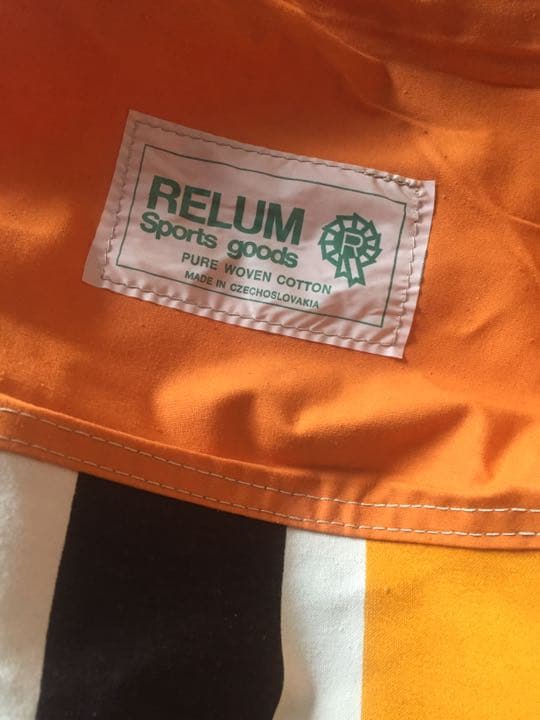 RELUM
Sports goods
R
PURE WOVEN COTTON
MADE IN CZECHOSLOVAKIA